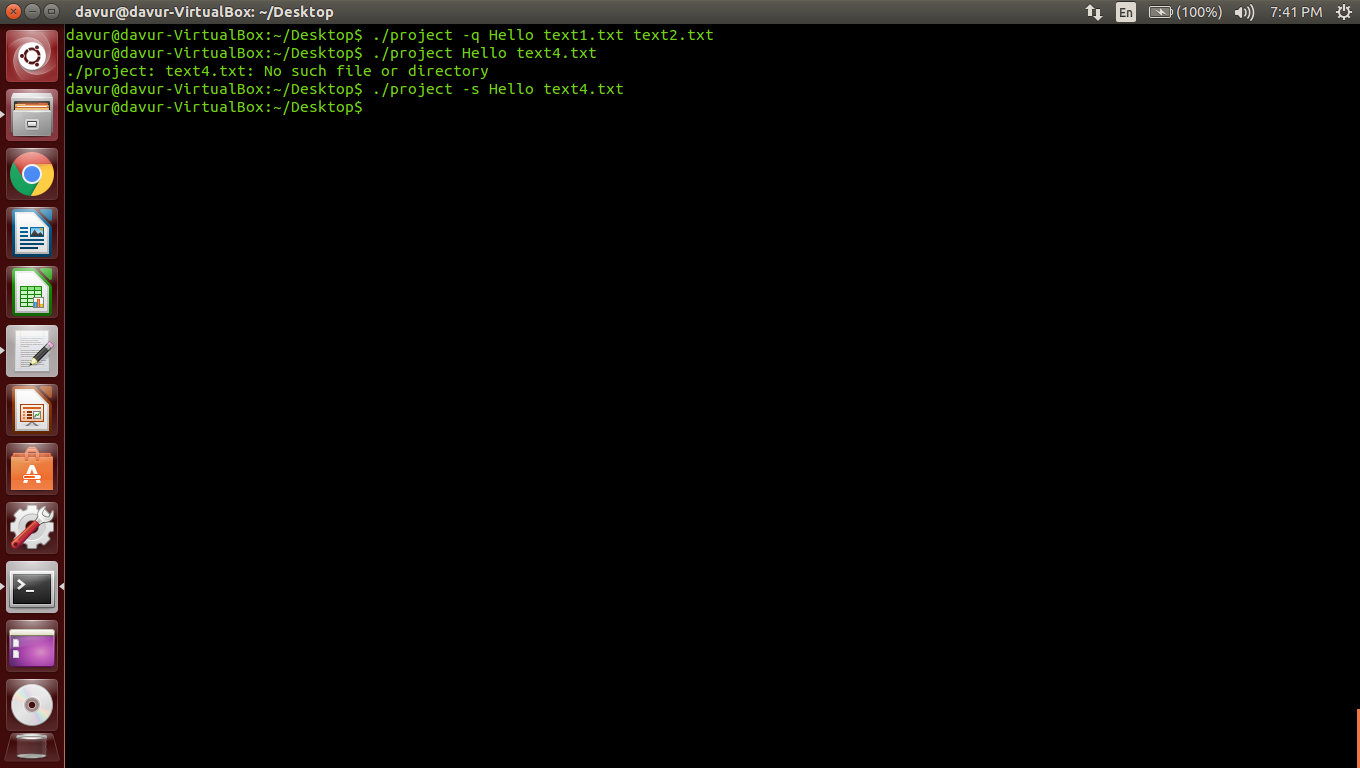 davur@davur-VirtualBox: ~/Desktop
En
(100%)
7:41 PM
davur@davur-VirtualBox:~/Desktop$ ./project -q Hello text1.txt text2.txt
davur@davur-VirtualBox:~/Desktop$ ./project Hello text4.txt
./project: text4.txt: No such file or directory
davur@davur-VirtualBox:~/Desktop$ ./project -s Hello text4.txt
davur@davur-VirtualBox:~/Desktop$